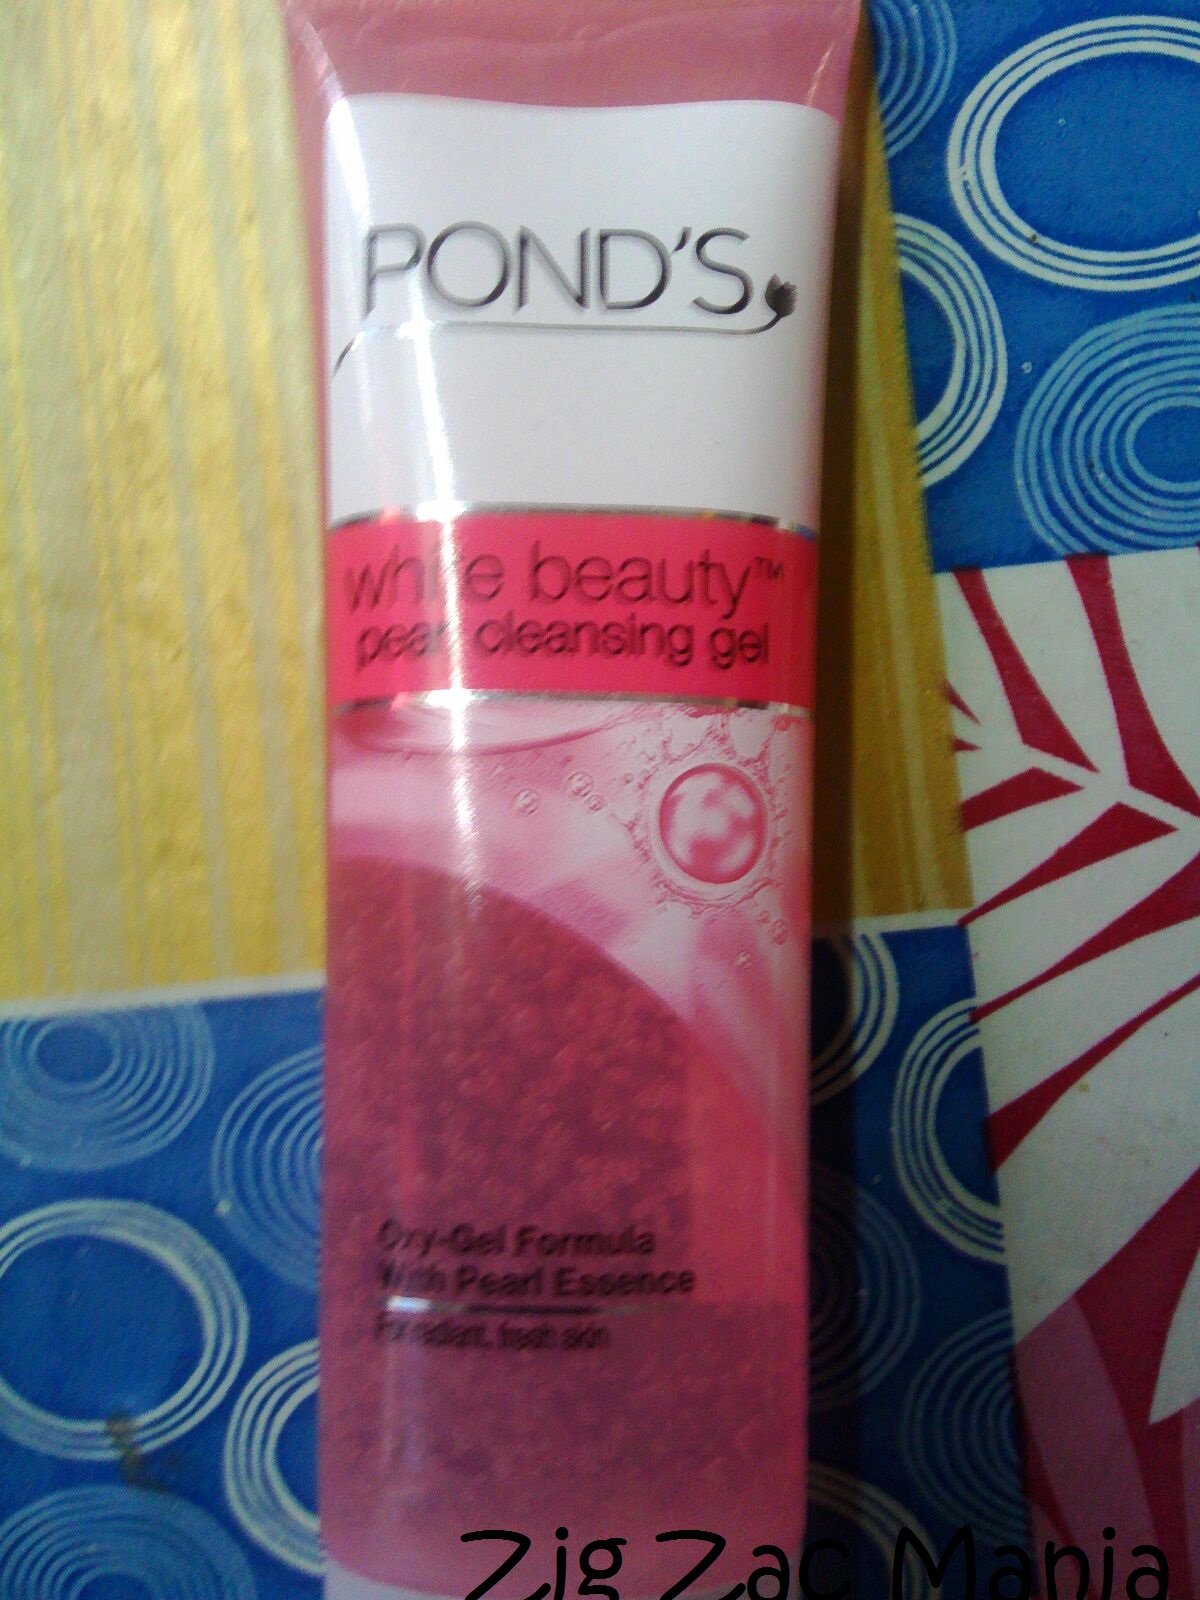 POND'S
white beauty™
pearl cleansing gel
Oxy-Gel Formula
With Pearl Essence
For radiant, fresh skin
Zig Zac Mania